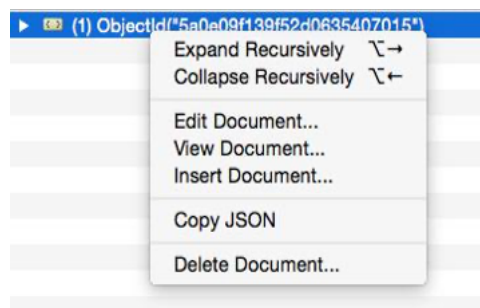 (1) ObjectId("5a0e09f139f52d0635407015")
Expand Recursively ⌥→
Collapse Recursively ⌥←
Edit Document...
View Document...
Insert Document...
Copy JSON
Delete Document...